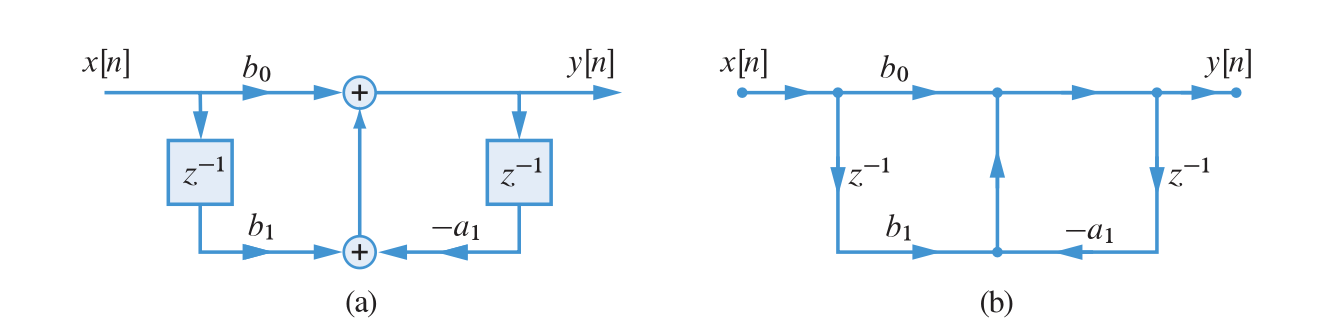 x[n] b₀ y[n] x[n] b₀ y[n]
+
z⁻¹ z⁻¹ z⁻¹ z⁻¹
b₁ −a₁ b₁ −a₁
+
(a) (b)